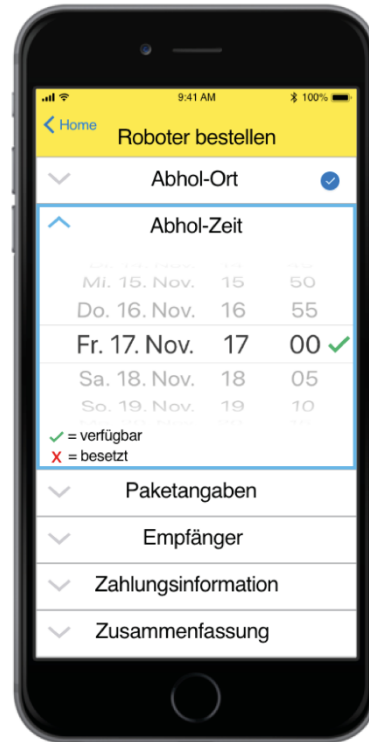 9:41 AM 100%
Home
Roboter bestellen
Abhol-Ort
Abhol-Zeit
Mi. 15. Nov. 15 50
Do. 16. Nov. 16 55
Fr. 17. Nov. 17 00
Sa. 18. Nov. 18 05
So. 19. Nov. 19 10
✓ = verfügbar
X = besetzt
Paketangaben
Empfänger
Zahlungsinformation
Zusammenfassung